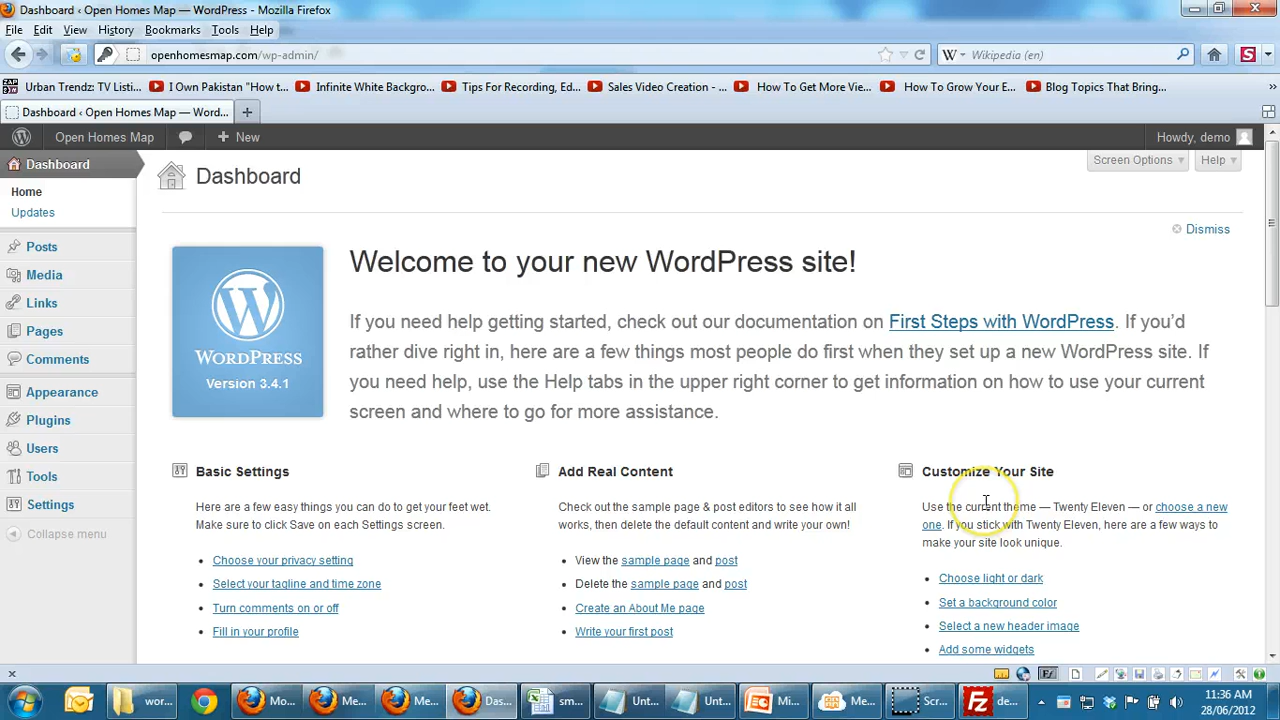 Dashboard ‹ Open Homes Map — WordPress - Mozilla Firefox
File Edit View History Bookmarks Tools Help
openhomesmap.com/wp-admin/
W Wikipedia (en)
S
Urban Trendz: TV Listi... I Own Pakistan "How t... Infinite White Backgro... Tips For Recording, Ed... Sales Video Creation - ... How To Get More Vie... How To Grow Your E... Blog Topics That Bring... »
Dashboard ‹ Open Homes Map — Word... +
Open Homes Map + New Howdy, demo
Dashboard
Home
Updates
Posts
Media
Links
Pages
Comments
Appearance
Plugins
Users
Tools
Settings
Collapse menu
Dashboard
Screen Options Help
Dismiss
WORDPRESS
Version 3.4.1
Welcome to your new WordPress site!
If you need help getting started, check out our documentation on First Steps with WordPress. If you'd
rather dive right in, here are a few things most people do first when they set up a new WordPress site. If
you need help, use the Help tabs in the upper right corner to get information on how to use your current
screen and where to go for more assistance.
Basic Settings
Here are a few easy things you can do to get your feet wet.
Make sure to click Save on each Settings screen.
• Choose your privacy setting
• Select your tagline and time zone
• Turn comments on or off
• Fill in your profile
Add Real Content
Check out the sample page & post editors to see how it all
works, then delete the default content and write your own!
• View the sample page and post
• Delete the sample page and post
• Create an About Me page
• Write your first post
Customize Your Site
Use the current theme — Twenty Eleven — or choose a new
one. If you stick with Twenty Eleven, here are a few ways to
make your site look unique.
• Choose light or dark
• Set a background color
• Select a new header image
• Add some widgets
x
wor... Mo... Me... Me... Das... sm... Unt... Unt... Mi... Me... Scr... de...
11:36 AM
28/06/2012